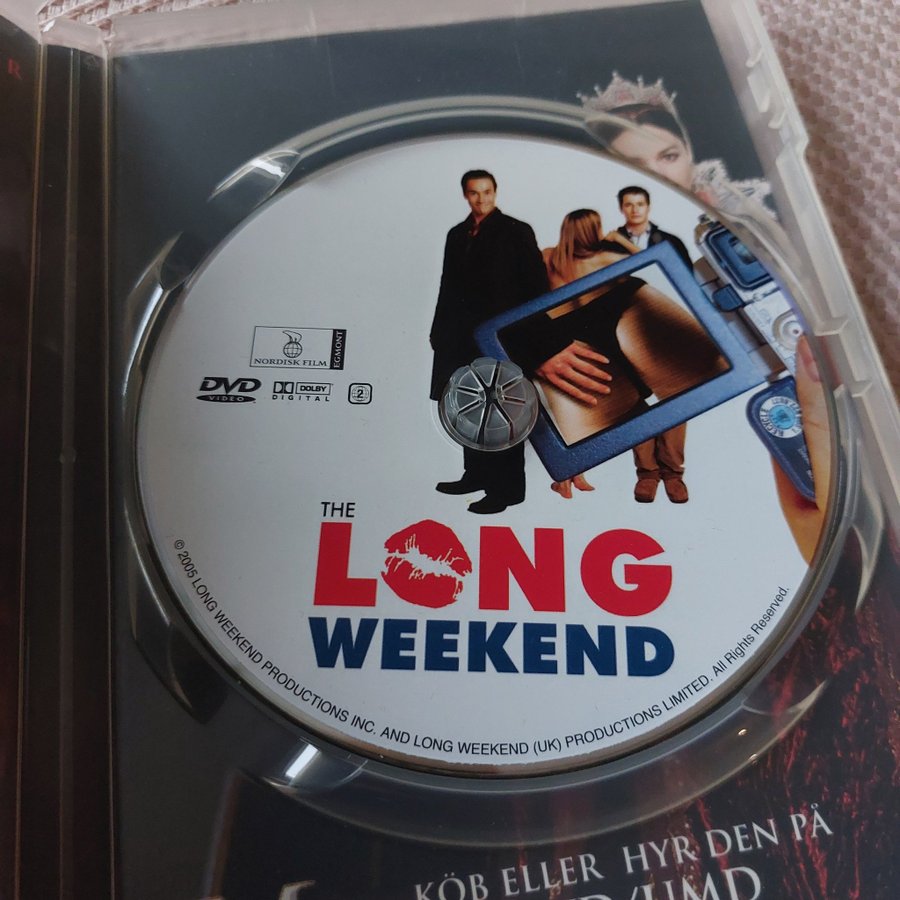 R
NORDISK FILM
EGMONT
DVD
VIDEO
DOLBY
DIGITAL
2
THE
LONG
WEEKEND
© 2005 LONG WEEKEND PRODUCTIONS INC. AND LONG WEEKEND (UK) PRODUCTIONS LIMITED. All Rights Reserved.
KÖB ELLER HYR DEN PÅ
/UMD